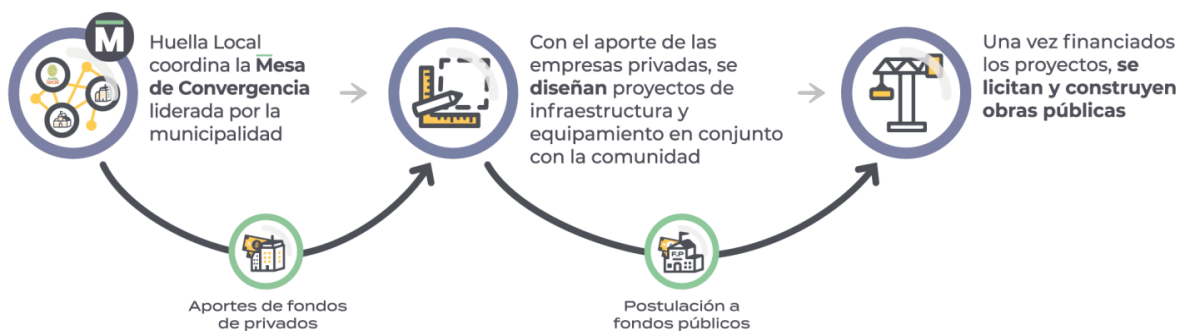 M
Huella Local
coordina la Mesa
de Convergencia
liderada por la
municipalidad
Con el aporte de las
empresas privadas, se
diseñan proyectos de
infraestructura y
equipamiento en conjunto
con la comunidad
Una vez financiados
los proyectos, se
licitan y construyen
obras públicas
F.P
Aportes de fondos
de privados
Postulación a
fondos públicos